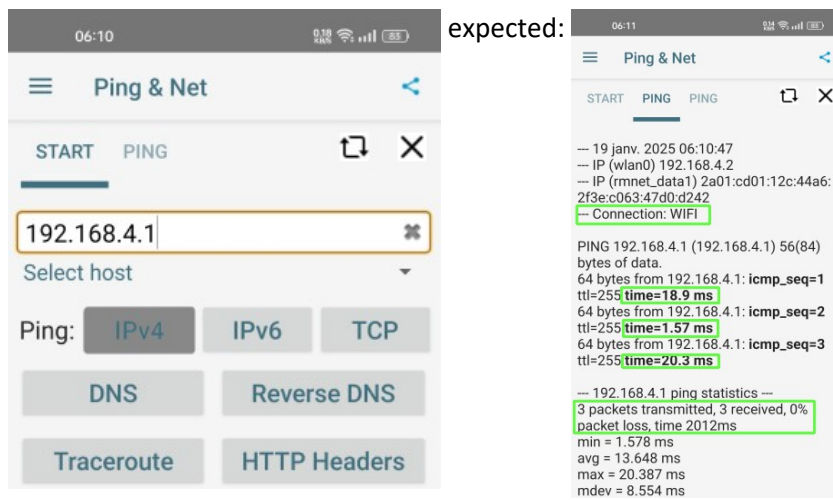 06:10
0,18 KB/S
83
Ping & Net
START PING
192.168.4.1
Select host
Ping: IPv4 IPv6 TCP
DNS Reverse DNS
Traceroute HTTP Headers
expected:
06:11
83
Ping & Net
START PING PING
--- 19 janv. 2025 06:10:47
--- IP (wlan0) 192.168.4.2
--- IP (rmnet_data1) 2a01:cd01:12c:44a6:
2f3e:c063:47d0:d242
--- Connection: WIFI
PING 192.168.4.1 (192.168.4.1) 56(84)
bytes of data.
64 bytes from 192.168.4.1: icmp_seq=1
ttl=255 time=18.9 ms
64 bytes from 192.168.4.1: icmp_seq=2
ttl=255 time=1.57 ms
64 bytes from 192.168.4.1: icmp_seq=3
ttl=255 time=20.3 ms
--- 192.168.4.1 ping statistics ---
3 packets transmitted, 3 received, 0%
packet loss, time 2012ms
min = 1.578 ms
avg = 13.648 ms
max = 20.387 ms
mdev = 8.554 ms